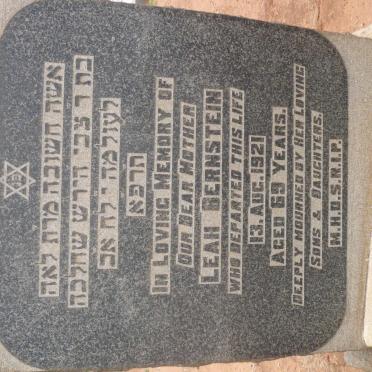 אשה חשובה מרת לאה
בת ר צבי הירש שהלכה
לעולמה י לח אב
תרפא
IN LOVING MEMORY OF
OUR DEAR MOTHER
LEAH BERNSTEIN
WHO DEPARTED THIS LIFE
13. AUG. 1921
AGED 69 YEARS.
DEEPLY MOURNED BY HER LOVING
SONS & DAUGHTERS.
M.H.D.S.R.I.P.